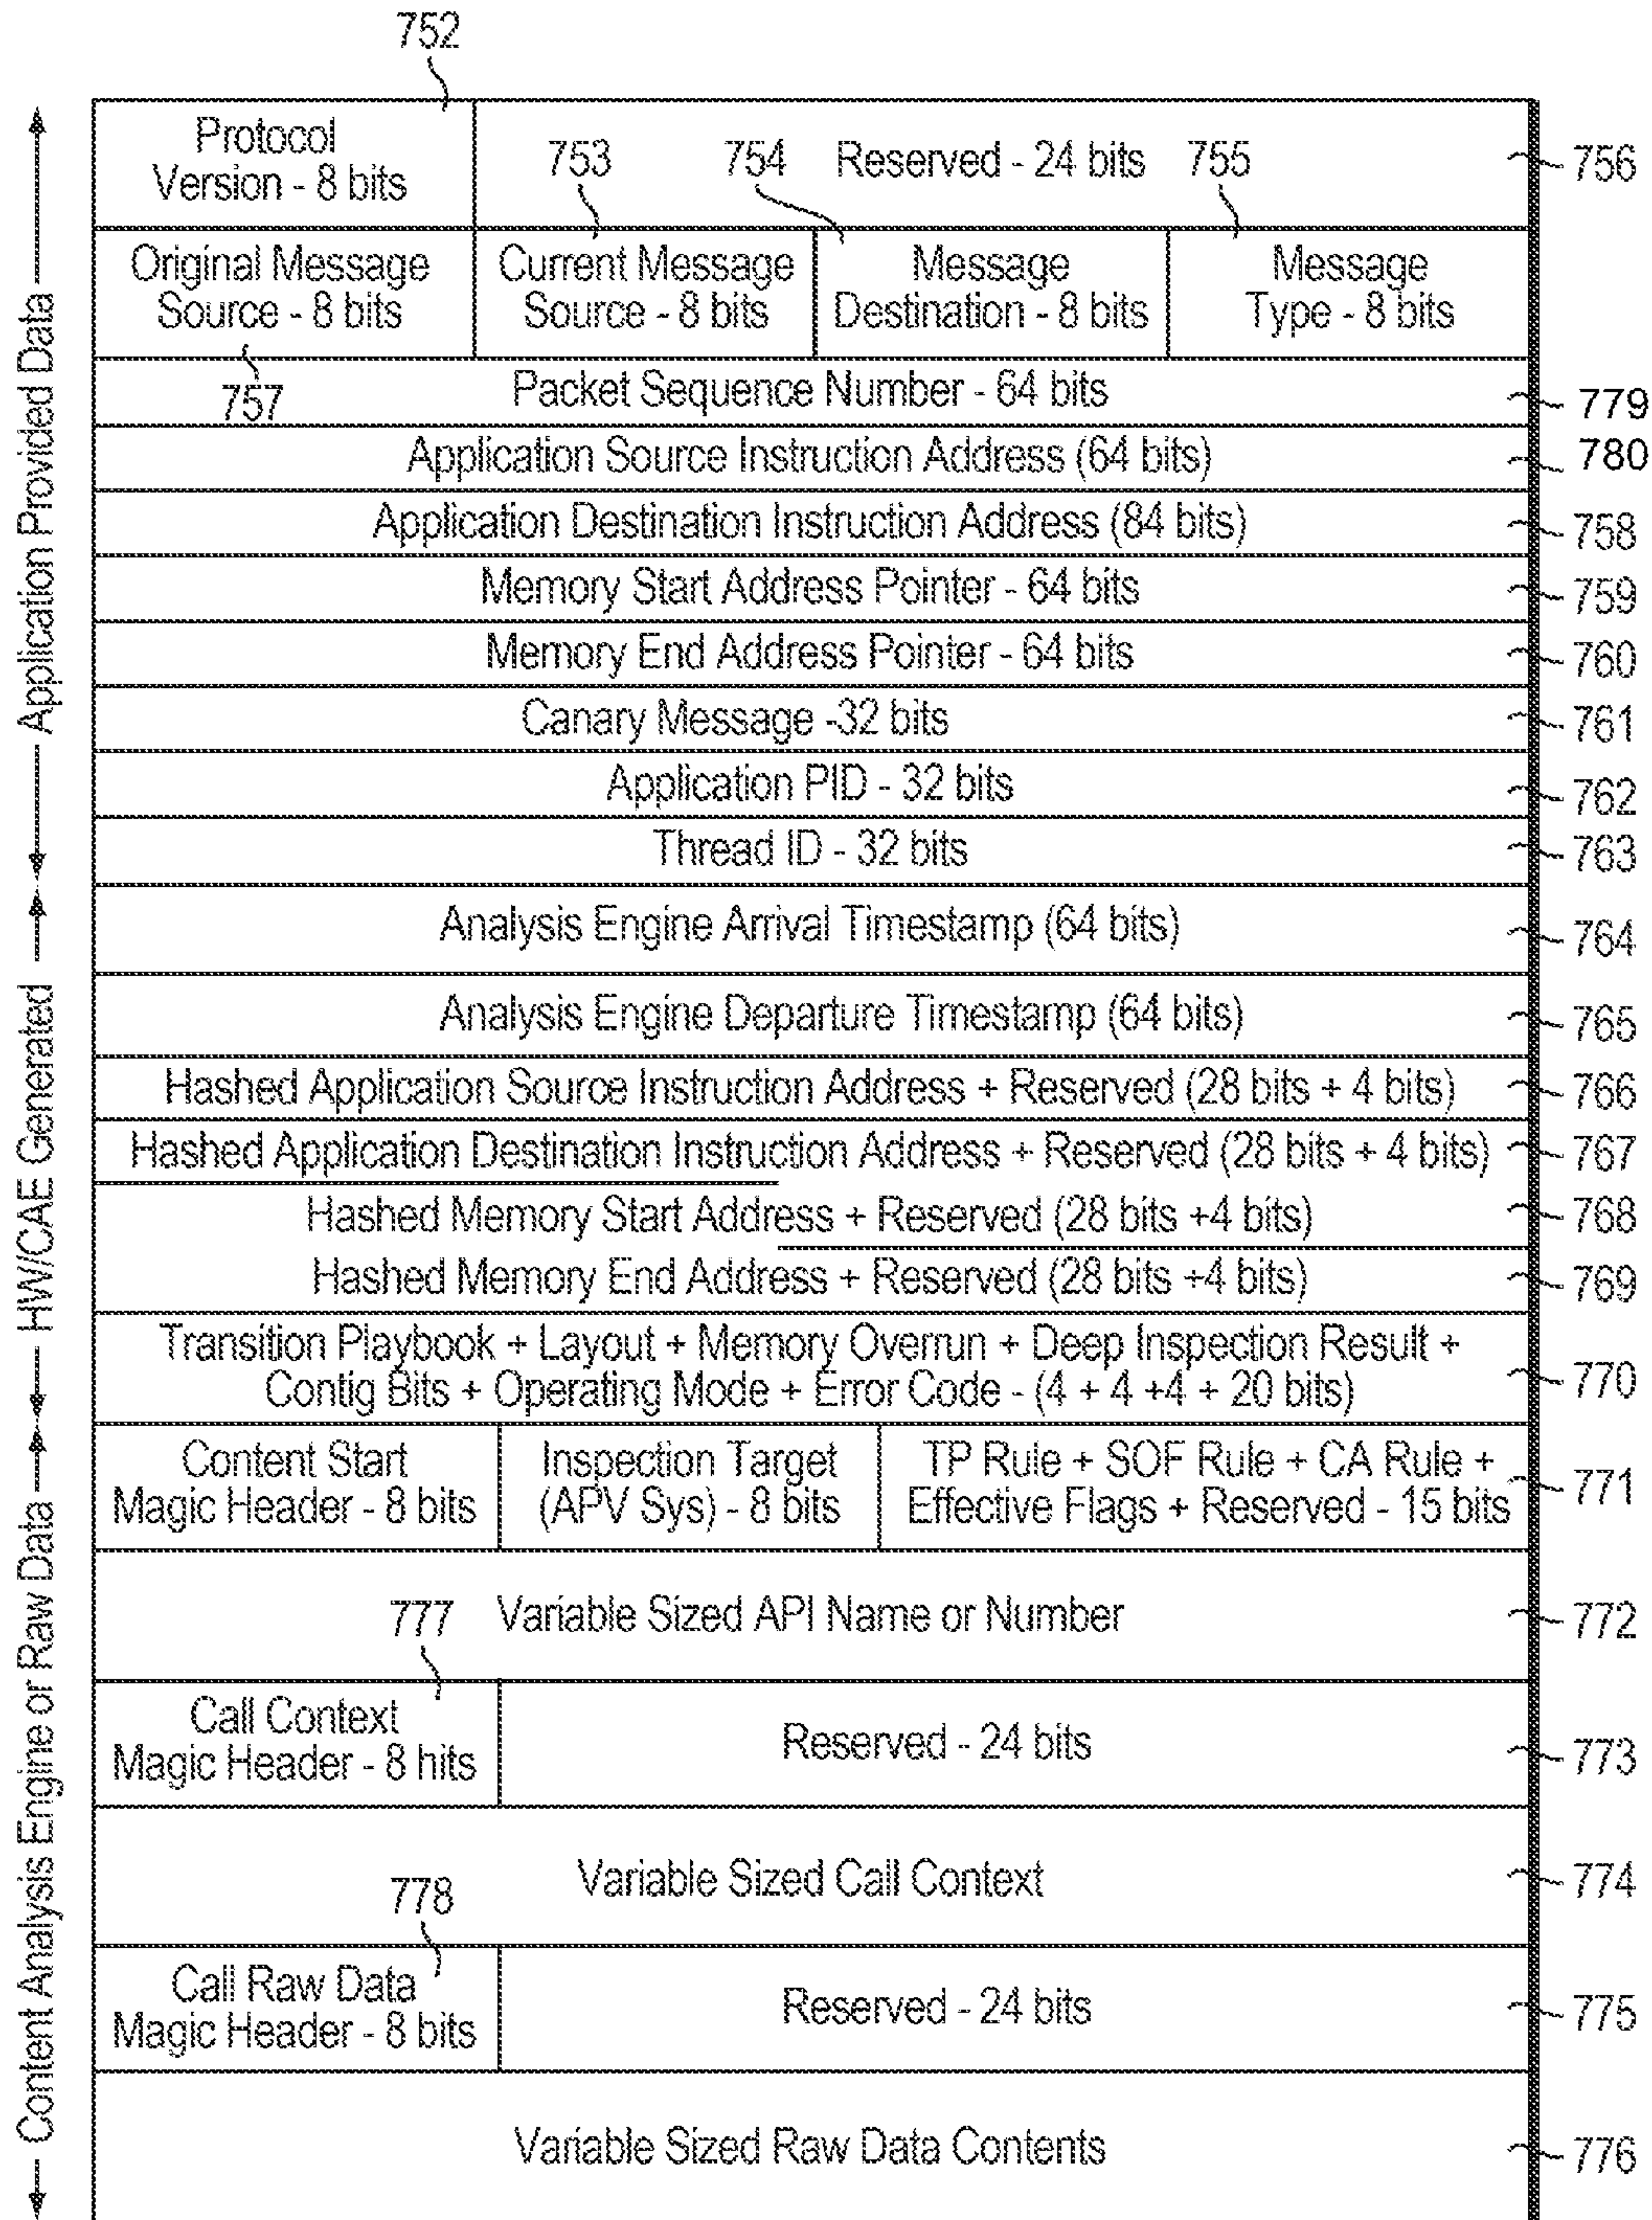 752
Protocol
Version - 8 bits
753
754
Reserved - 24 bits
755
756
Original Message
Source - 8 bits
Current Message
Source - 8 bits
Message
Destination - 8 bits
Message
Type - 8 bits
757
Packet Sequence Number - 64 bits
779
Application Source Instruction Address (64 bits)
780
Application Destination Instruction Address (84 bits)
758
Memory Start Address Pointer - 64 bits
759
Memory End Address Pointer - 64 bits
760
Canary Message -32 bits
761
Application PID - 32 bits
762
Thread ID - 32 bits
763
Application Provided Data
Analysis Engine Arrival Timestamp (64 bits)
764
Analysis Engine Departure Timestamp (64 bits)
765
Hashed Application Source Instruction Address + Reserved (28 bits + 4 bits)
766
Hashed Application Destination Instruction Address + Reserved (28 bits + 4 bits)
767
Hashed Memory Start Address + Reserved (28 bits +4 bits)
768
Hashed Memory End Address + Reserved (28 bits +4 bits)
769
Transition Playbook + Layout + Memory Overrun + Deep Inspection Result +
Contig Bits + Operating Mode + Error Code - (4 + 4 +4 + 20 bits)
770
HW/CAE Generated
Content Start
Magic Header - 8 bits
Inspection Target
(APV Sys) - 8 bits
TP Rule + SOF Rule + CA Rule +
Effective Flags + Reserved - 15 bits
771
777
Variable Sized API Name or Number
772
Call Context
Magic Header - 8 hits
Reserved - 24 bits
773
Variable Sized Call Context
774
778
Call Raw Data
Magic Header - 8 bits
Reserved - 24 bits
775
Variable Sized Raw Data Contents
776
Content Analysis Engine or Raw Data